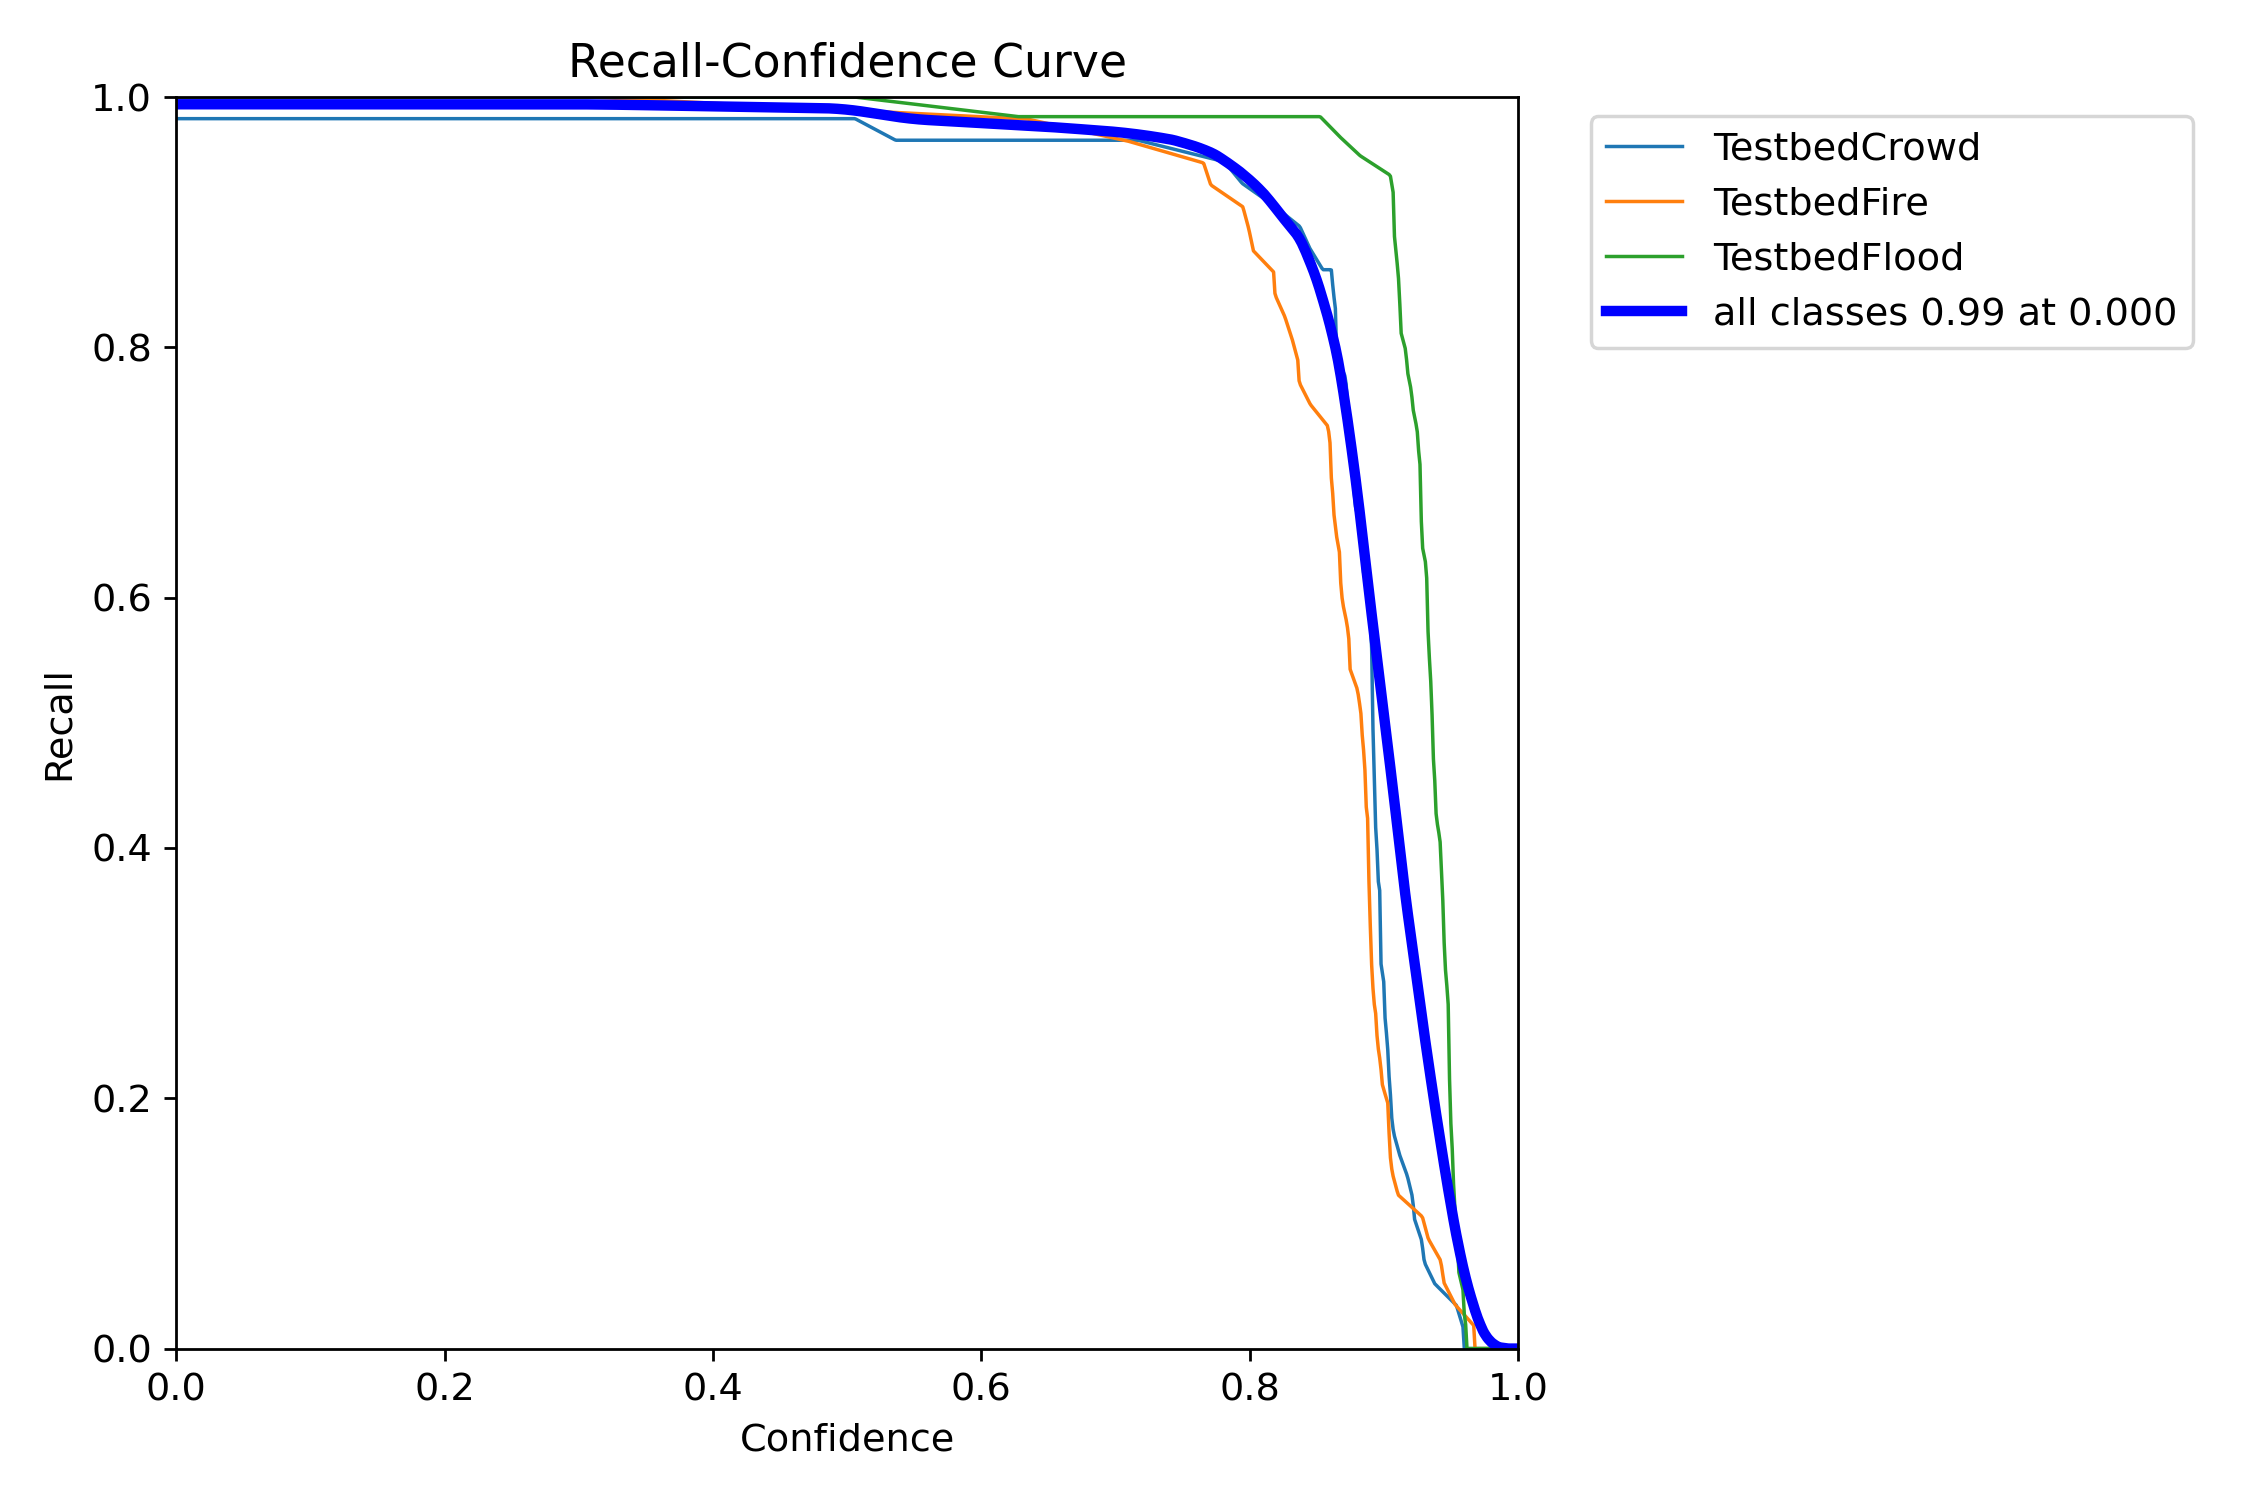 Recall-Confidence Curve
1.0
0.8
0.6
0.4
0.2
0.0
Recall
0.0 0.2 0.4 0.6 0.8 1.0
Confidence
TestbedCrowd
TestbedFire
TestbedFlood
all classes 0.99 at 0.000